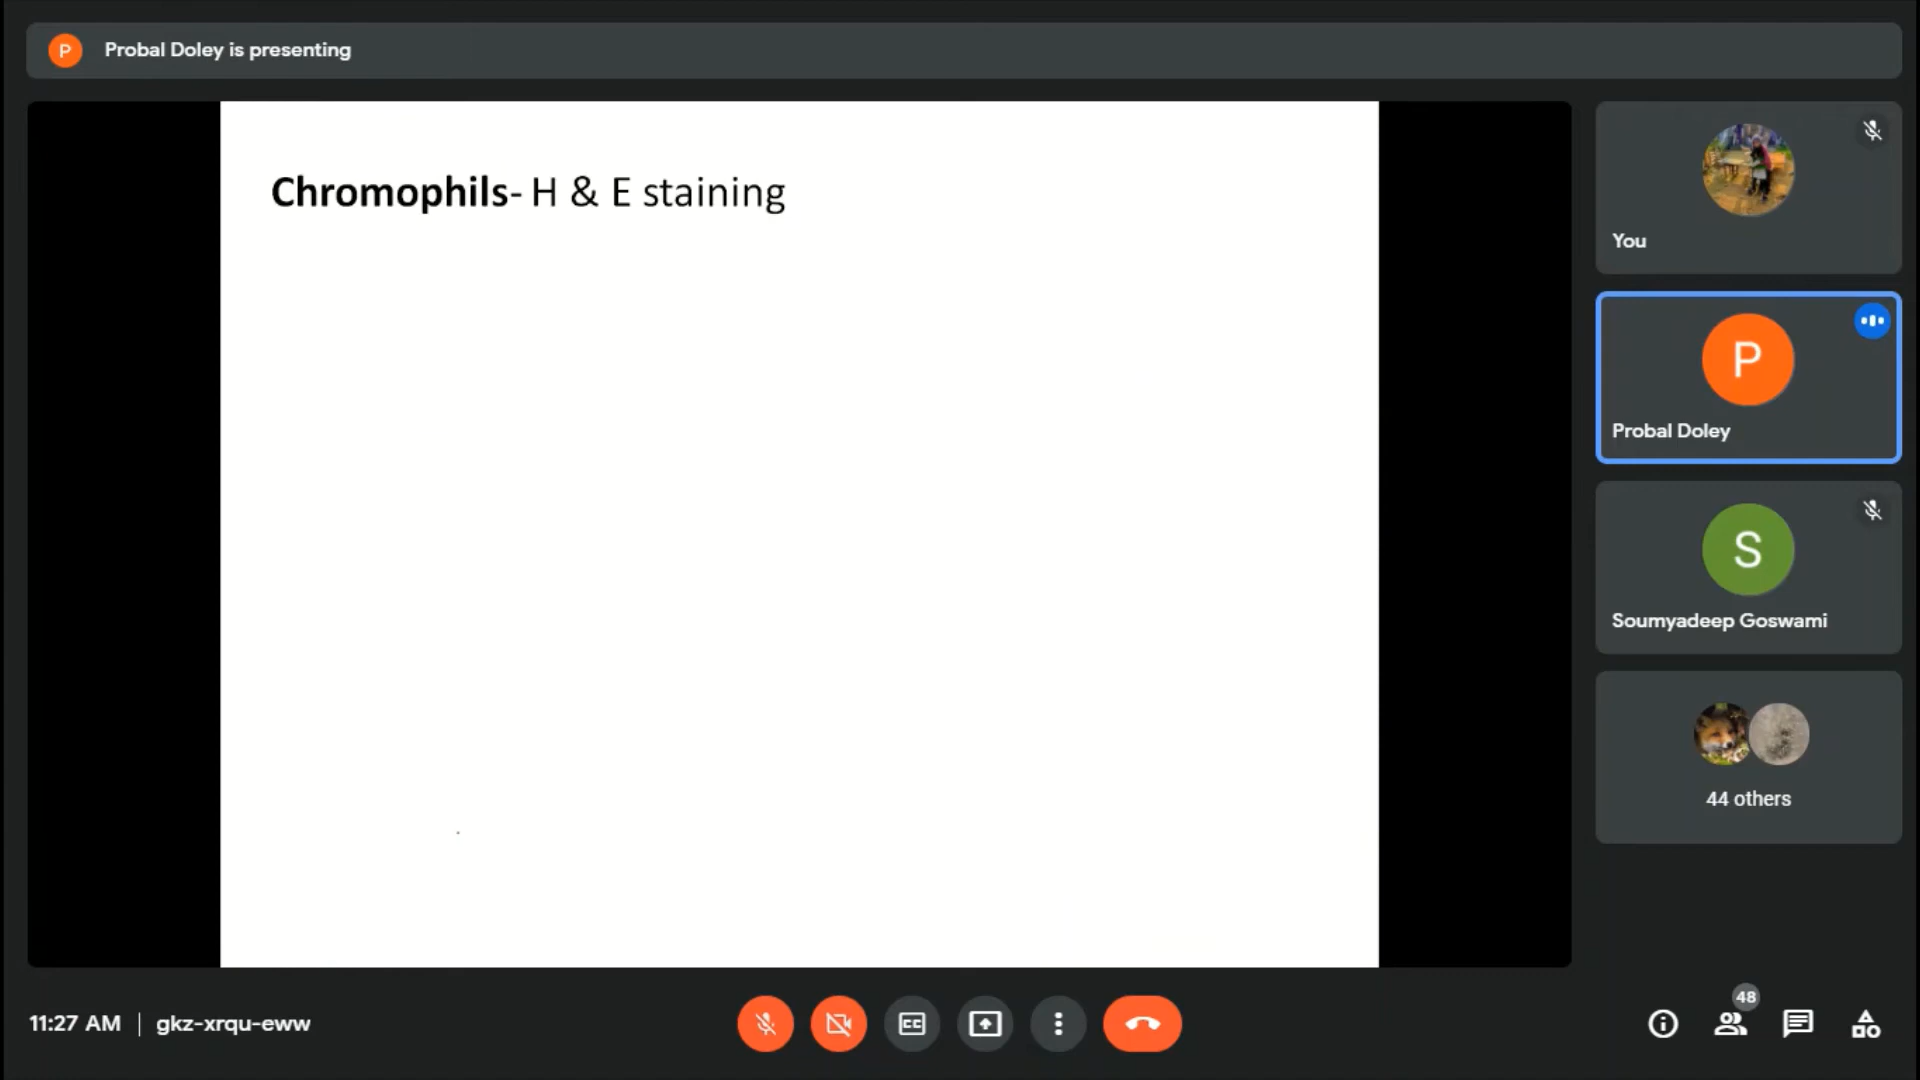 P Probal Doley is presenting
Chromophils- H & E staining
You
P
Probal Doley
S
Soumyadeep Goswami
44 others
11:27 AM | gkz-xrqu-eww
CC
48